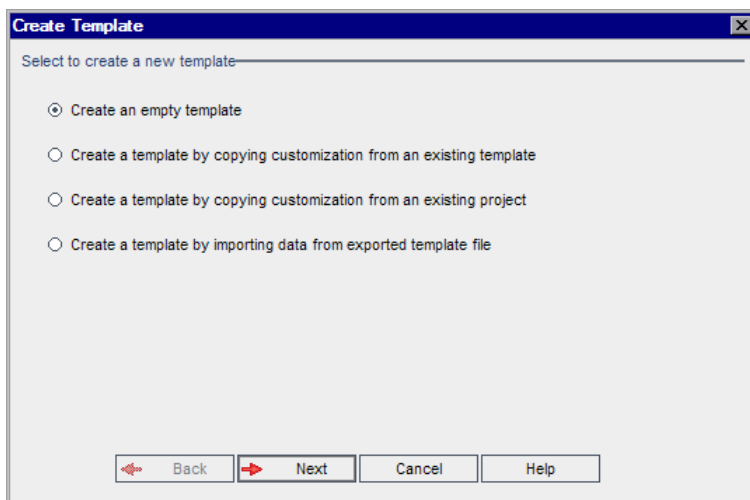 Create Template
Select to create a new template
Create an empty template
Create a template by copying customization from an existing template
Create a template by copying customization from an existing project
Create a template by importing data from exported template file
Back Next Cancel Help